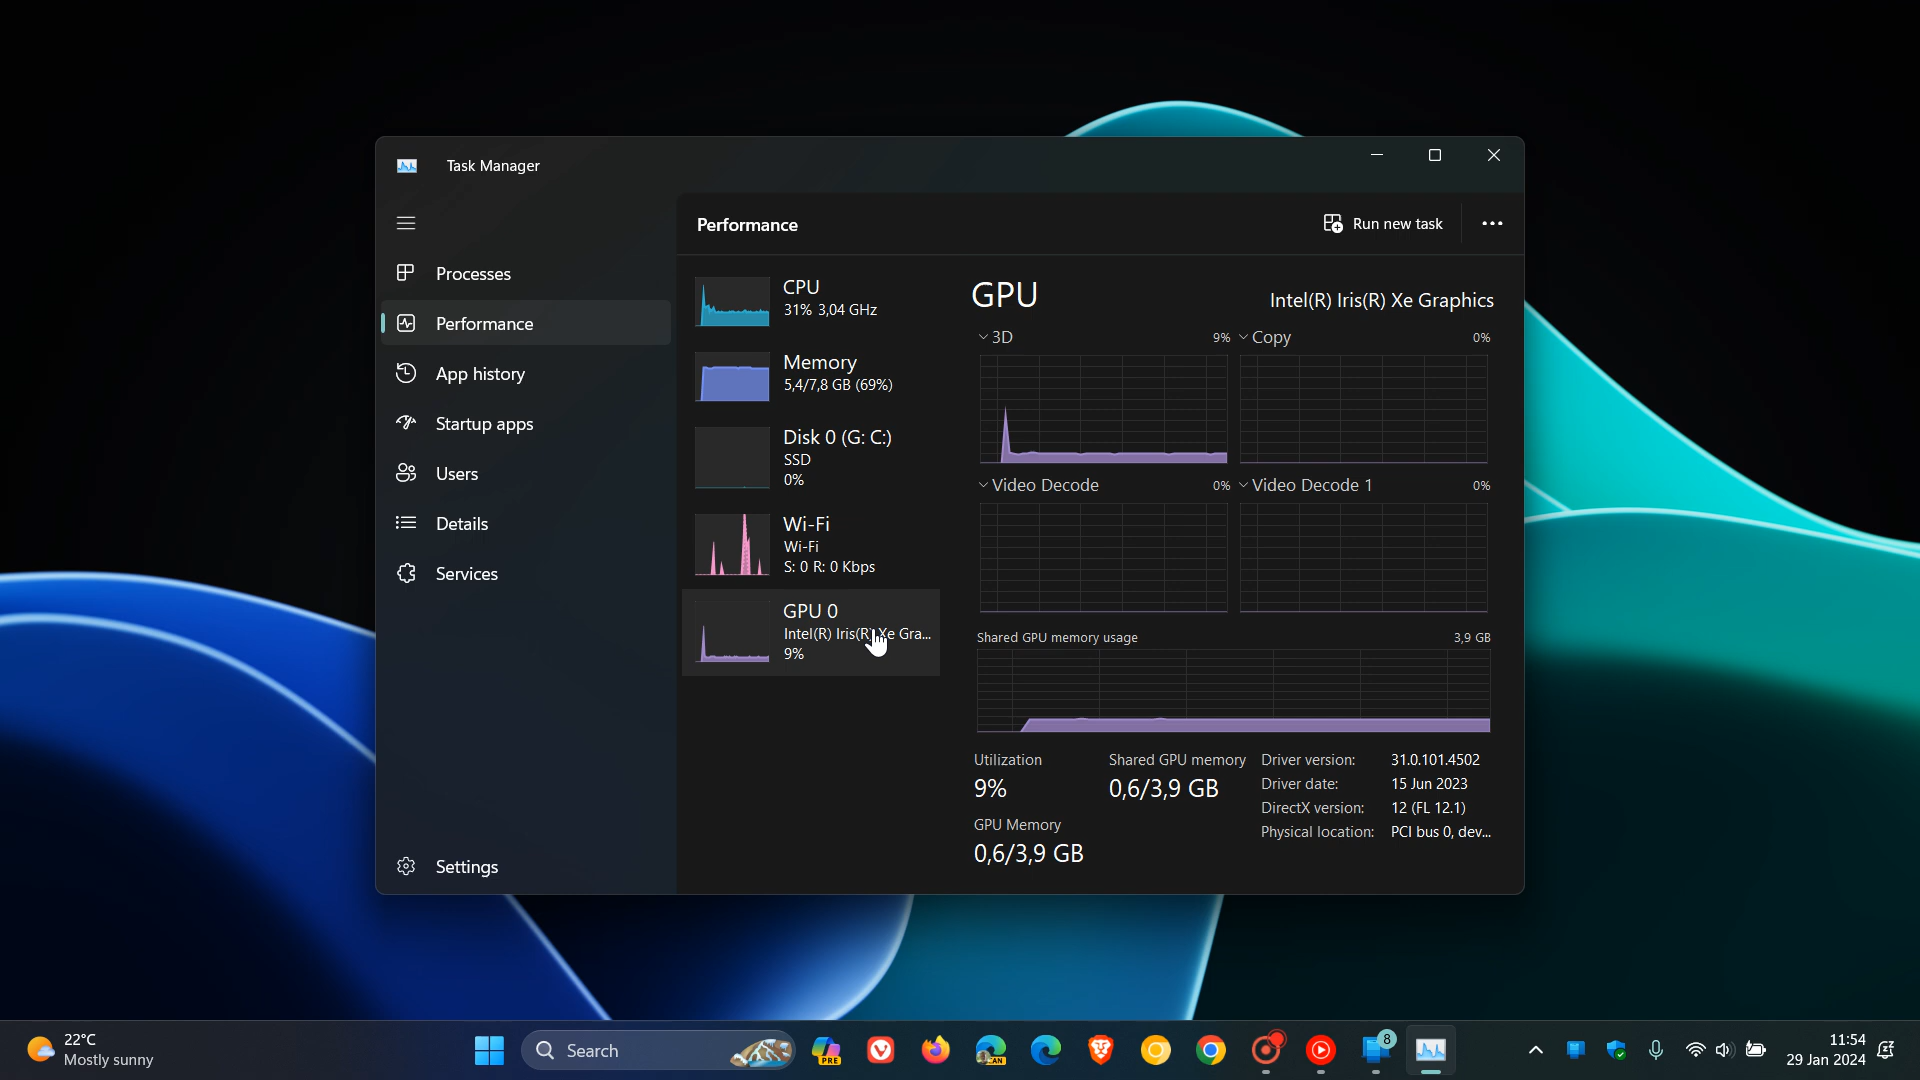 Task Manager
Performance
Run new task
Processes
Performance
App history
Startup apps
Users
Details
Services
Settings
CPU
31% 3,04 GHz
Memory
5,4/7,8 GB (69%)
Disk 0 (G: C:)
SSD
0%
Wi-Fi
Wi-Fi
S: 0 R: 0 Kbps
GPU 0
Intel(R) Iris(R) Xe Gra...
9%
GPU
Intel(R) Iris(R) Xe Graphics
3D 9% Copy 0%
Video Decode 0% Video Decode 1 0%
Shared GPU memory usage 3,9 GB
Utilization
9%
Shared GPU memory
0,6/3,9 GB
GPU Memory
0,6/3,9 GB
Driver version: 31.0.101.4502
Driver date: 15 Jun 2023
DirectX version: 12 (FL 12.1)
Physical location: PCI bus 0, dev...
22°C
Mostly sunny
Search
PRE
CAN
8
11:54
29 Jan 2024